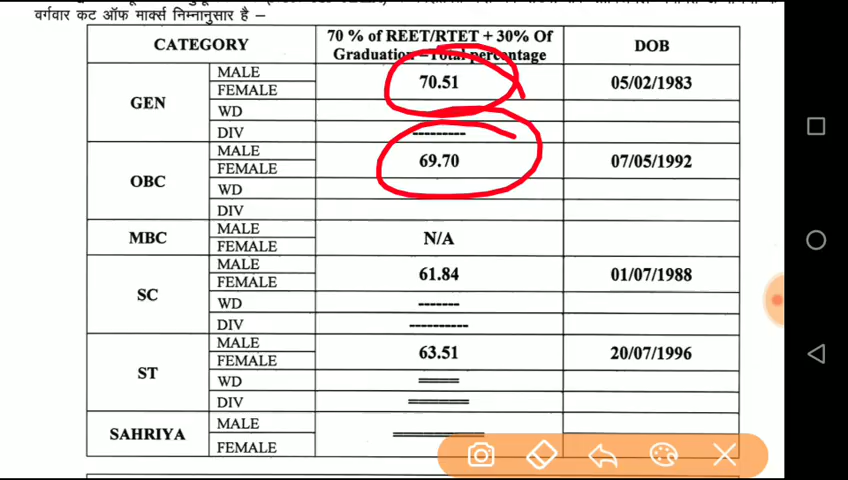 वर्गवार कट ऑफ मार्क्स निम्नानुसार है –
CATEGORY
70 % of REET/RTET + 30% Of
Graduation =Total percentage
DOB
GEN
MALE
FEMALE
WD
DIV
70.51
---------
05/02/1983
OBC
MALE
FEMALE
WD
DIV
69.70
07/05/1992
MBC
MALE
FEMALE
N/A
SC
MALE
FEMALE
WD
DIV
61.84
-------
----------
01/07/1988
ST
MALE
FEMALE
WD
DIV
63.51
=====
=======
20/07/1996
SAHRIYA
MALE
FEMALE
===========